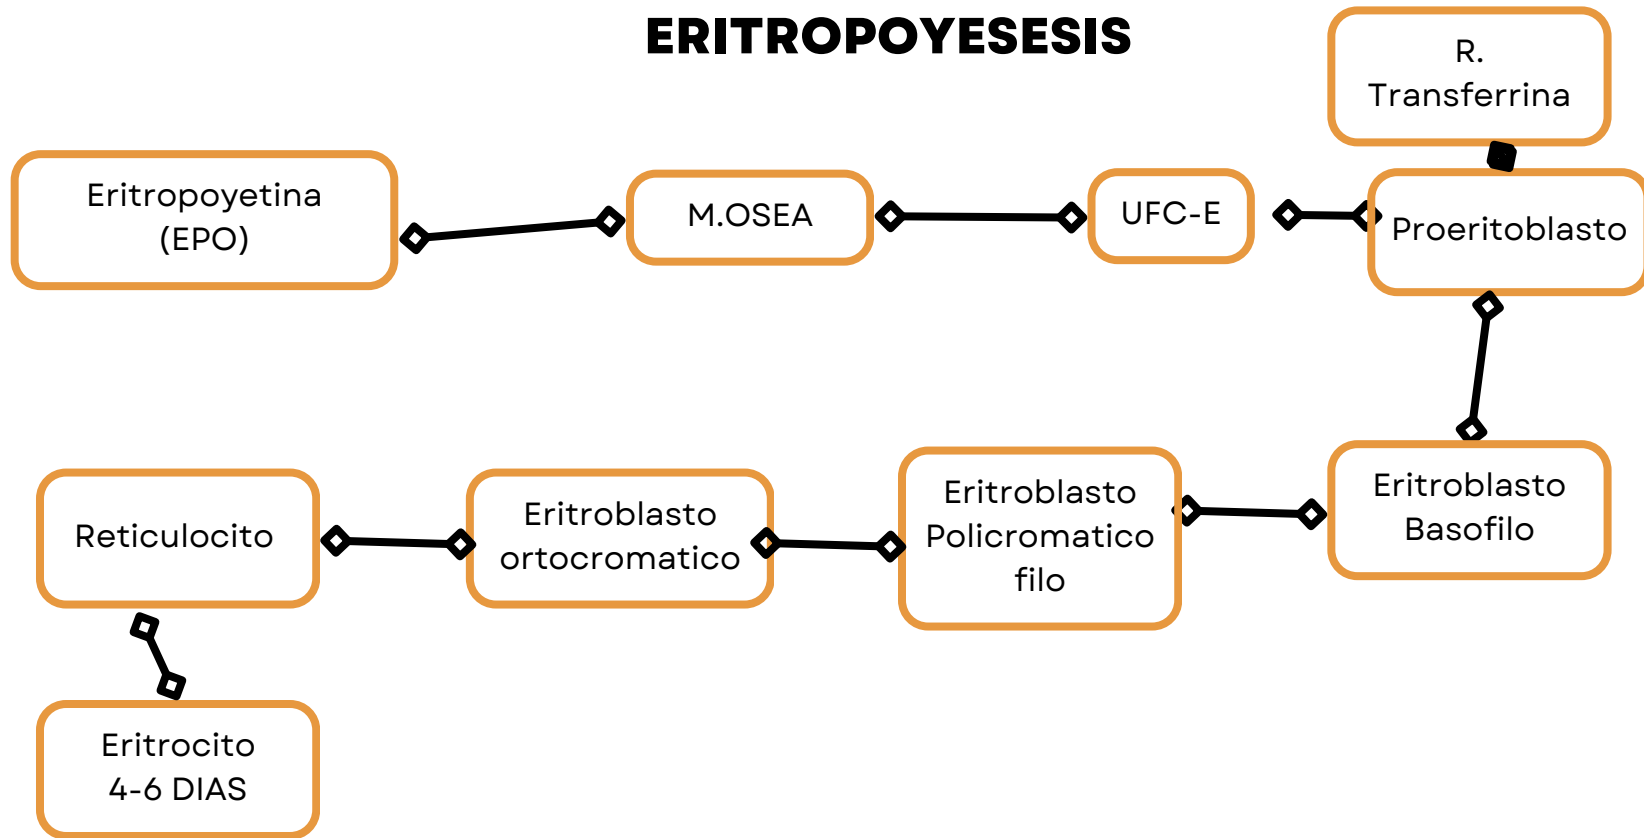 ERITROPOYESESIS
R.
Transferrina
Eritropoyetina
(EPO)
M.OSEA
UFC-E
Proeritoblasto
Eritroblasto
Basofilo
Eritroblasto
Policromatico
filo
Eritroblasto
ortocromatico
Reticulocito
Eritrocito
4-6 DIAS